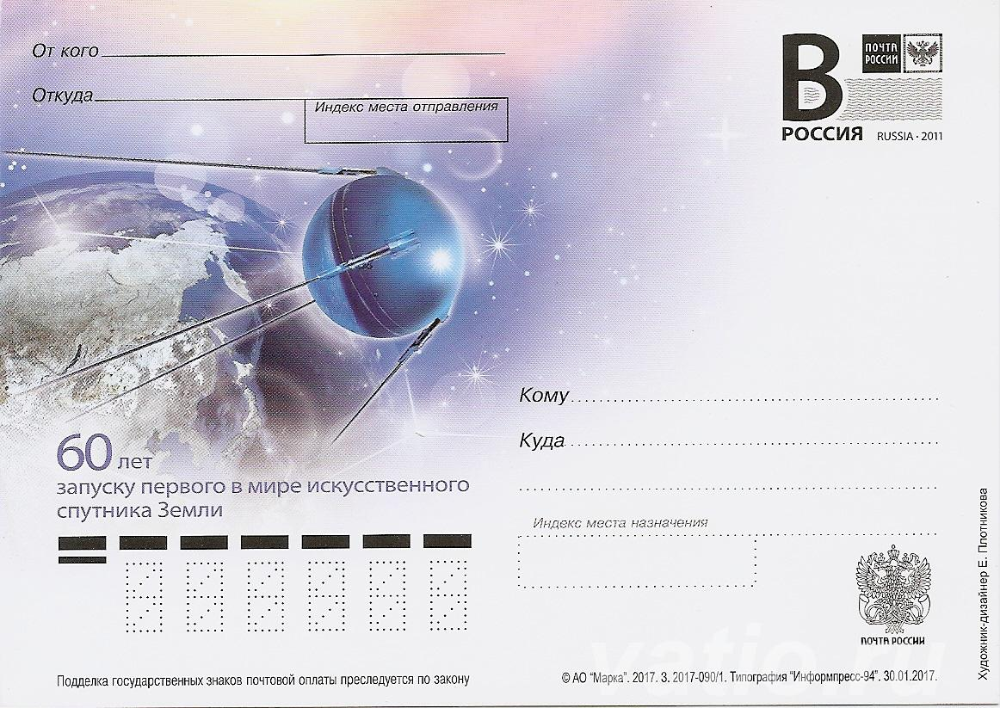 От кого
Откуда
Индекс места отправления
В
ПОЧТА
РОССИИ
РОССИЯ RUSSIA · 2011
Кому
Куда
60 лет
запуску первого в мире искусственного
спутника Земли
Индекс места назначения
ПОЧТА РОССИИ
Художник-дизайнер Е. Плотникова
Подделка государственных знаков почтовой оплаты преследуется по закону
© АО "Марка". 2017. З. 2017-090/1. Типография "Информпресс-94". 30.01.2017.
vatio.ru